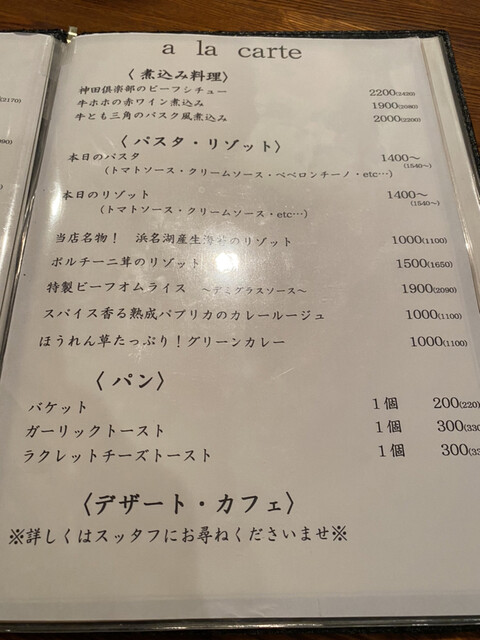 a la carte
〈煮込み料理〉
神田倶楽部のビーフシチュー 2200(2420)
牛ホホの赤ワイン煮込み 1900(2080)
牛とも三角のバスク風煮込み 2000(2200)
〈パスタ・リゾット〉
本日のパスタ 1400～(1540～)
(トマトソース・クリームソース・ペペロンチーノ・etc…)
本日のリゾット 1400～(1540～)
(トマトソース・クリームソース・etc…)
当店名物！ 浜名湖産生海苔のリゾット 1000(1100)
ポルチーニ茸のリゾット 1500(1650)
特製ビーフオムライス ～デミグラスソース～ 1900(2090)
スパイス香る熟成パプリカのカレールージュ 1000(1100)
ほうれん草たっぷり！グリーンカレー 1000(1100)
〈パン〉
バケット 1個 200(220)
ガーリックトースト 1個 300(330
ラクレットチーズトースト 1個 300(33
〈デザート・カフェ〉
※詳しくはスッタフにお尋ねくださいませ※
(2170)